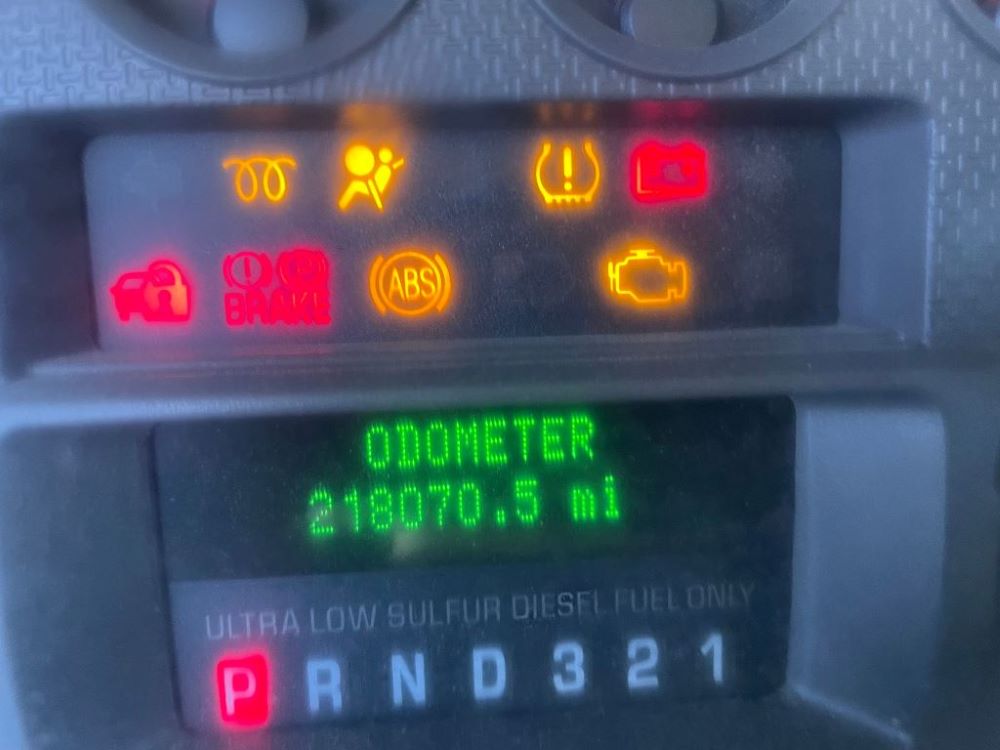 BRAKE
ABS
ODOMETER
218070.5 mi
ULTRA LOW SULFUR DIESEL FUEL ONLY
P R N D 3 2 1